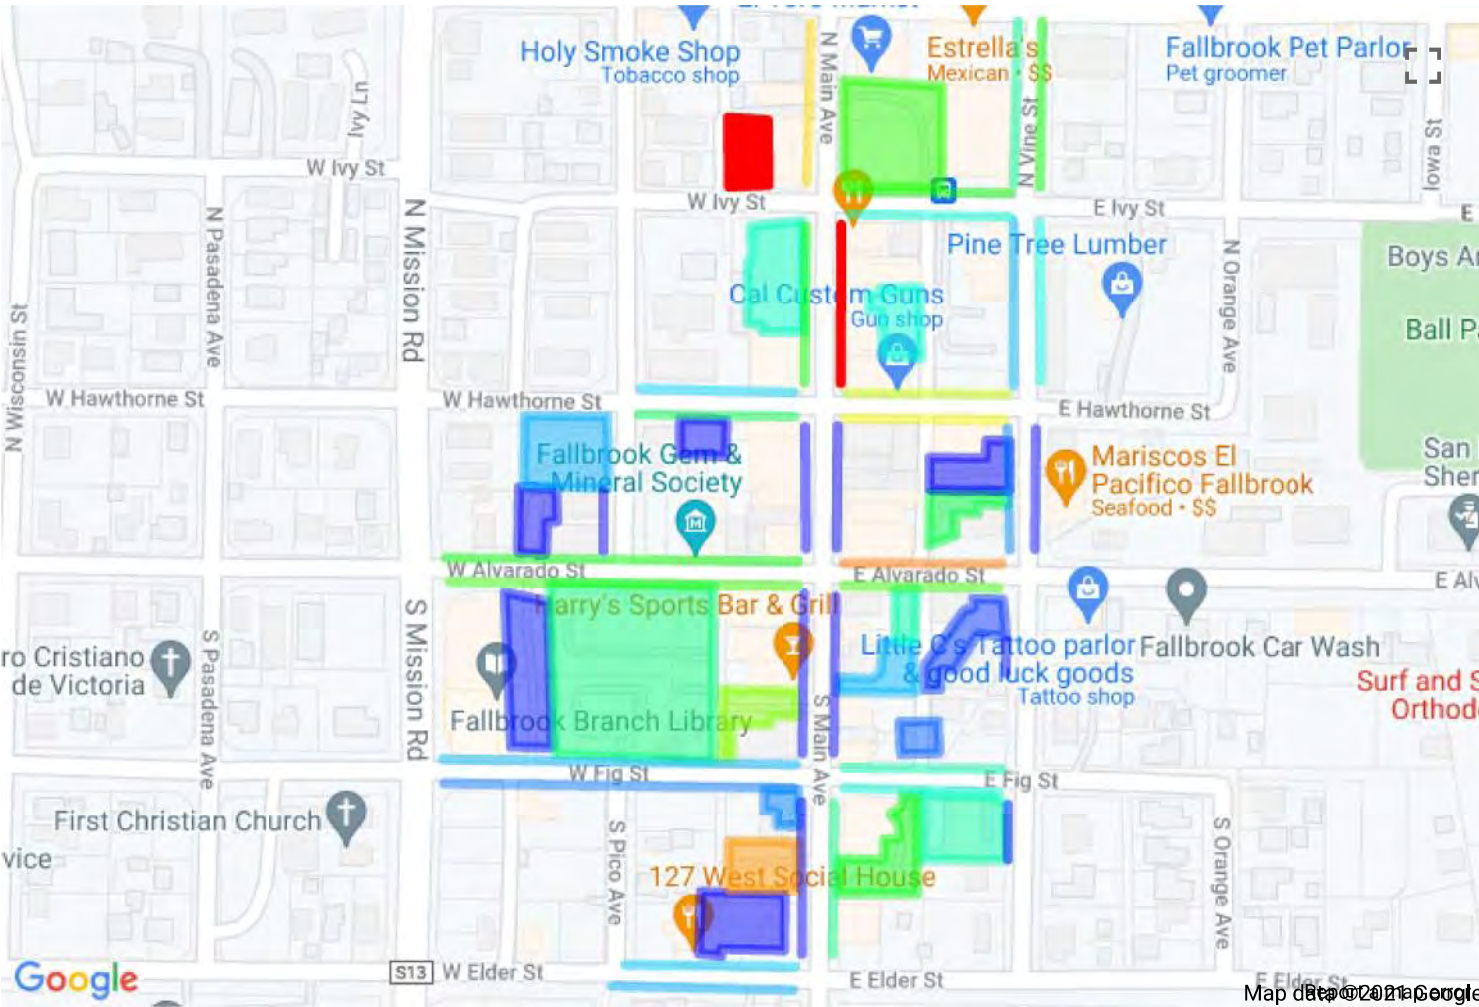 Holy Smoke Shop
Tobacco shop
Estrella's
Mexican · $$
Fallbrook Pet Parlor
Pet groomer
Ivy Ln
N Main Ave
N Vine St
Iowa St
W Ivy St
W Ivy St
E Ivy St
E
N Pasadena Ave
N Mission Rd
Pine Tree Lumber
N Orange Ave
Boys A
Ball P
Cal Custom Guns
Gun shop
N Wisconsin St
W Hawthorne St
W Hawthorne St
E Hawthorne St
Fallbrook Gem &
Mineral Society
Mariscos El
Pacifico Fallbrook
Seafood · $$
San
Sher
W Alvarado St
E Alvarado St
E Alv
Harry's Sports Bar & Grill
S Mission Rd
S Pasadena Ave
ro Cristiano
de Victoria
Little C's Tattoo parlor
& good luck goods
Tattoo shop
Fallbrook Car Wash
Surf and S
Orthod
Fallbrook Branch Library
S Main Ave
W Fig St
E Fig St
First Christian Church
vice
S Pico Ave
127 West Social House
S Orange Ave
Google
S13
W Elder St
E Elder St
E Elder St
Map data ©2021 Google